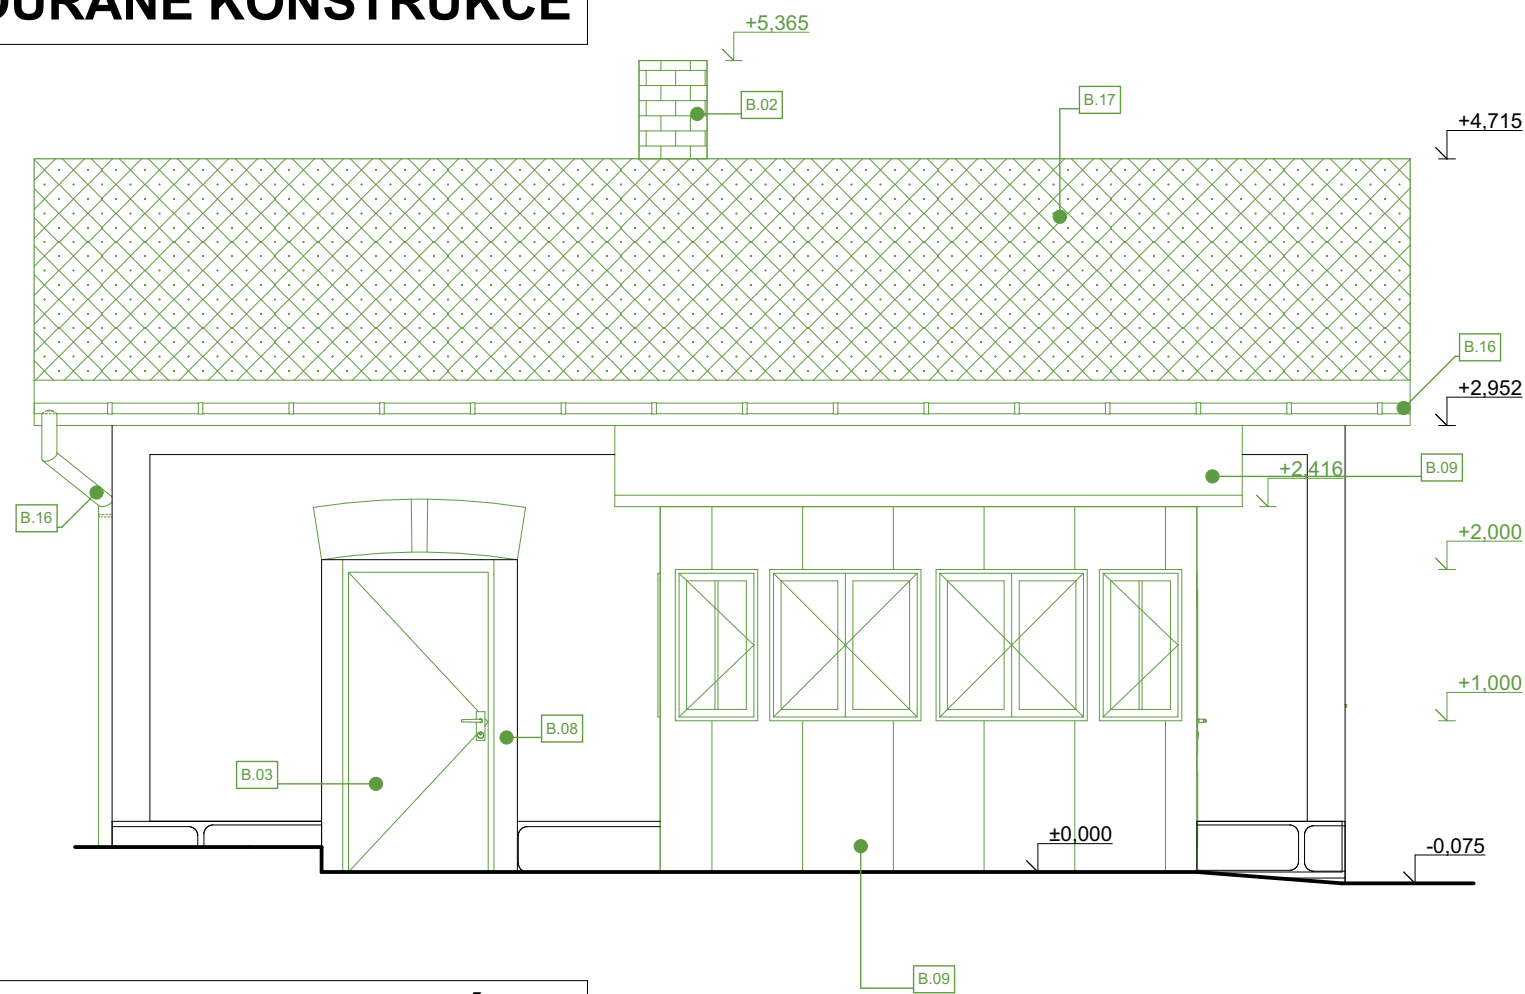 KONSTRUKCE
+5,365
B.02
B.17
+4,715
B.16
+2,952
+2,416
B.09
B.16
+2,000
+1,000
B.08
B.03
±0,000
-0,075
B.09